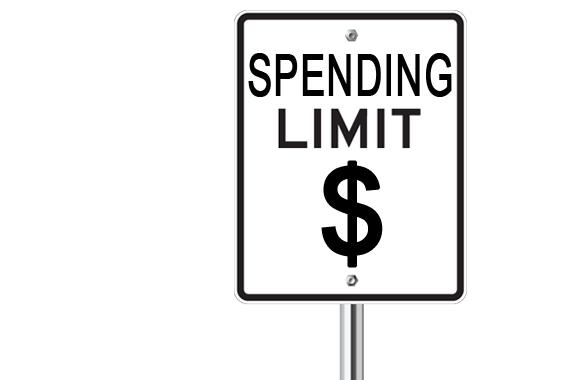 SPENDING
LIMIT
$